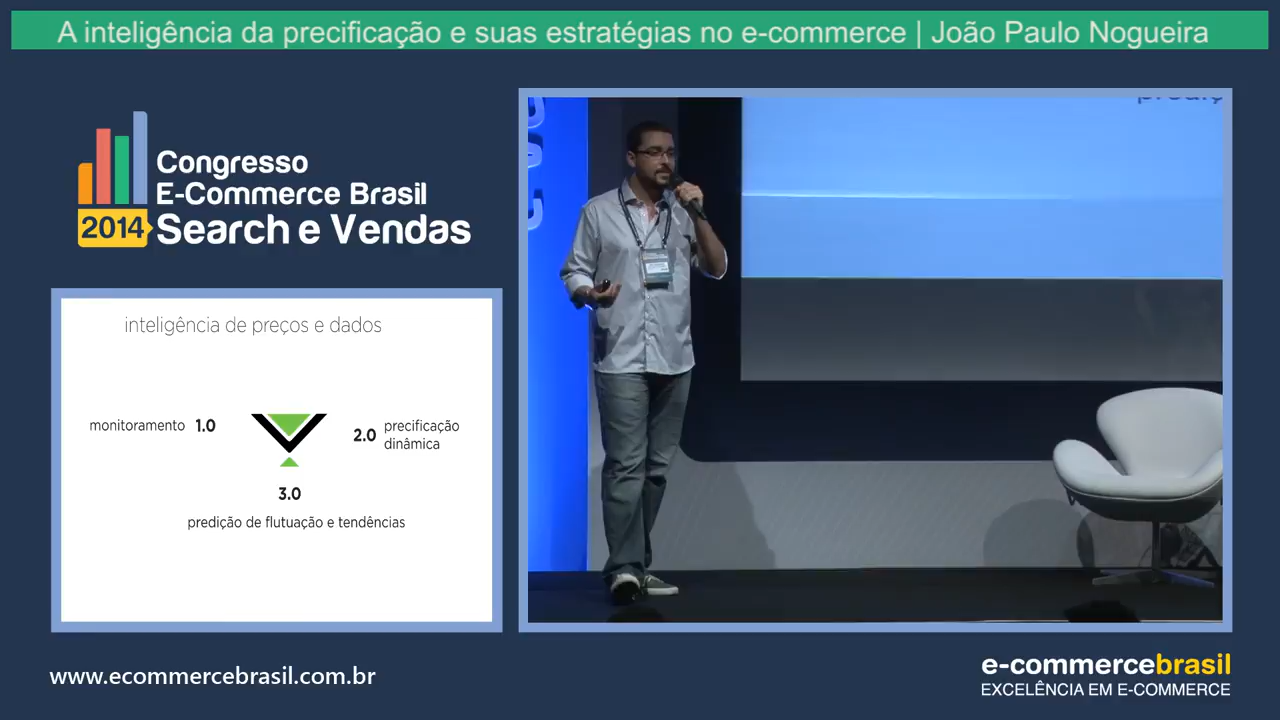 A inteligência da precificação e suas estratégias no e-commerce | João Paulo Nogueira
Congresso
E-Commerce Brasil
2014 Search e Vendas
inteligência de preços e dados
monitoramento 1.0
2.0 precificação
dinâmica
3.0
predição de flutuação e tendências
www.ecommercebrasil.com.br
e-commercebrasil
EXCELÊNCIA EM E-COMMERCE